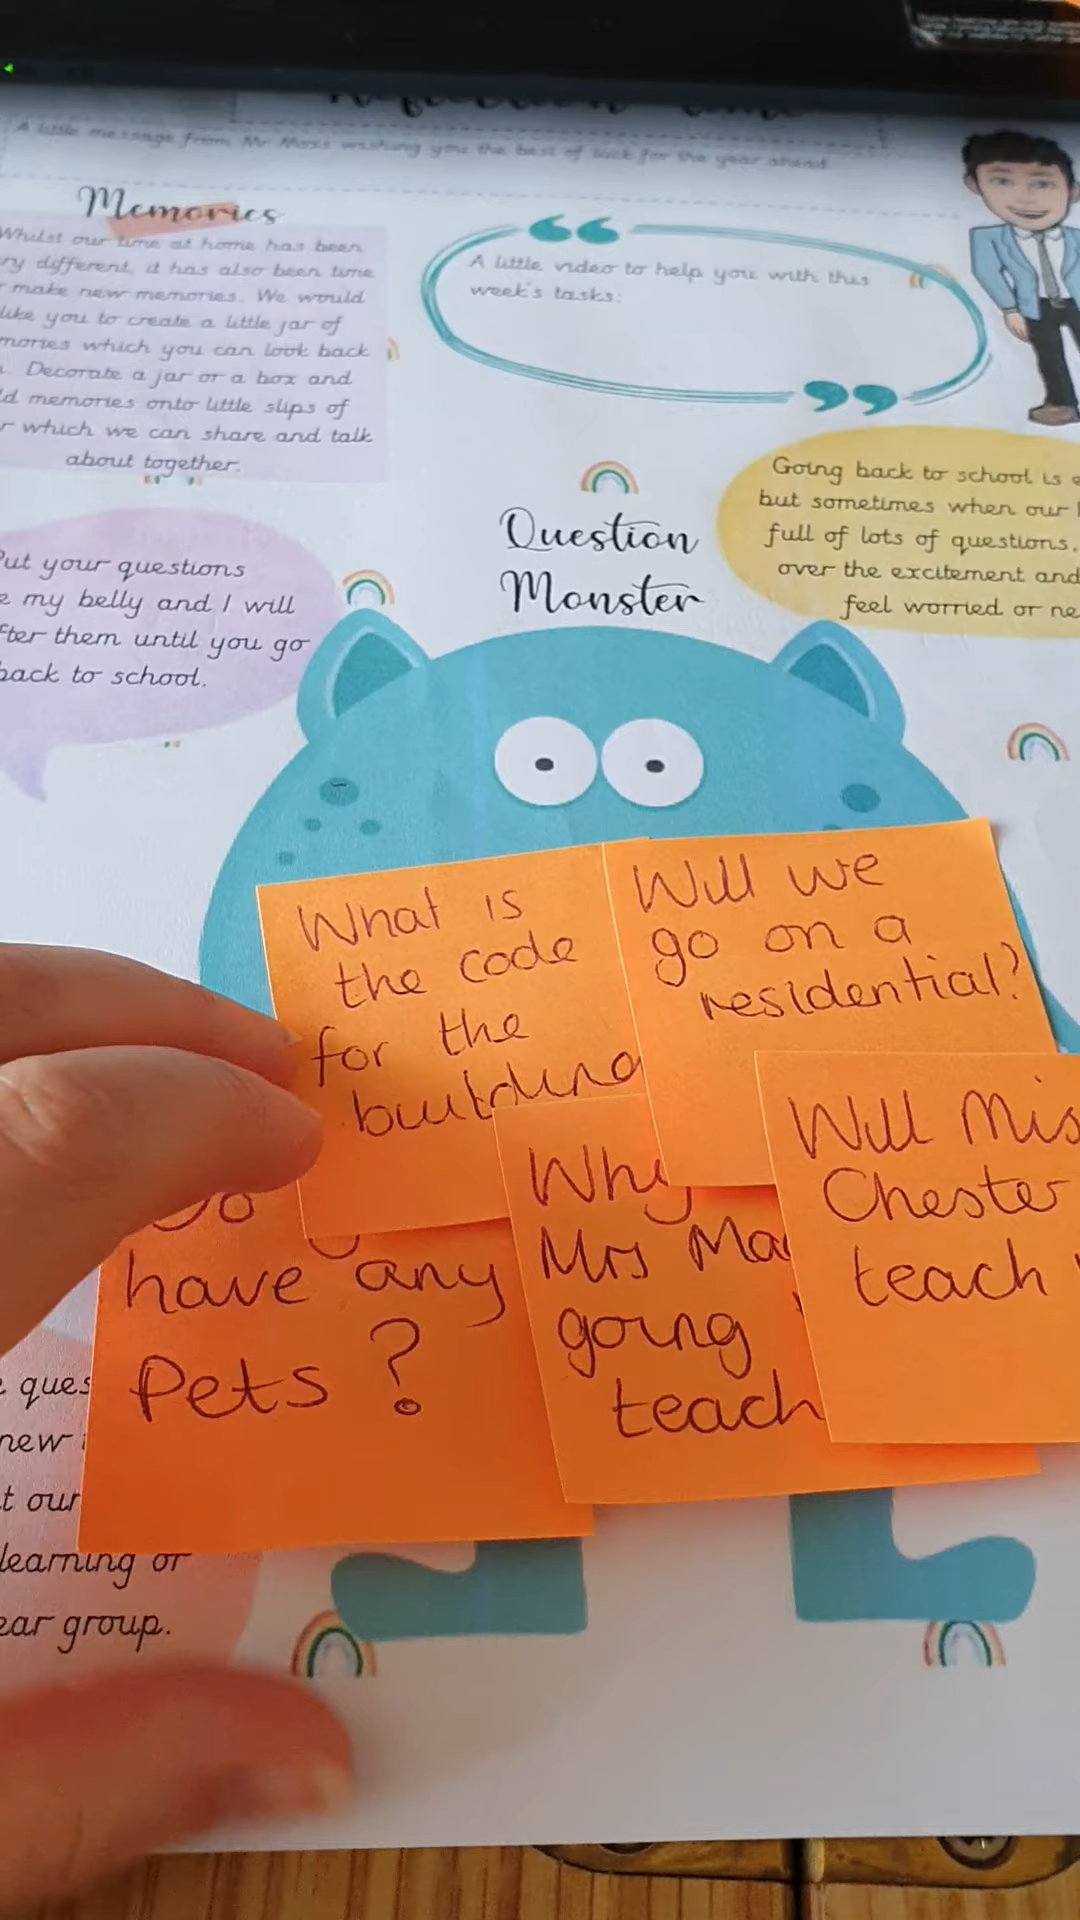 A little message from Mr Moss wishing you the best of luck for the year ahead.
Memories
Whilst our time at home has been
very different, it has also been time
make new memories. We would
like you to create a little jar of
memories which you can look back
Decorate a jar or a box and
memories onto little slips of
which we can share and talk
about together.
A little video to help you with this
week's tasks:
Going back to school is
but sometimes when our
full of lots of questions,
over the excitement and
feel worried or
Question
Monster
Put your questions
my belly and I will
after them until you go
back to school.
What is
the code
for the
building
Will we
go on a
residential?
Will
Chester
teach
Why
Mrs
going
teach
have any
Pets?
new
our
learning or
group.